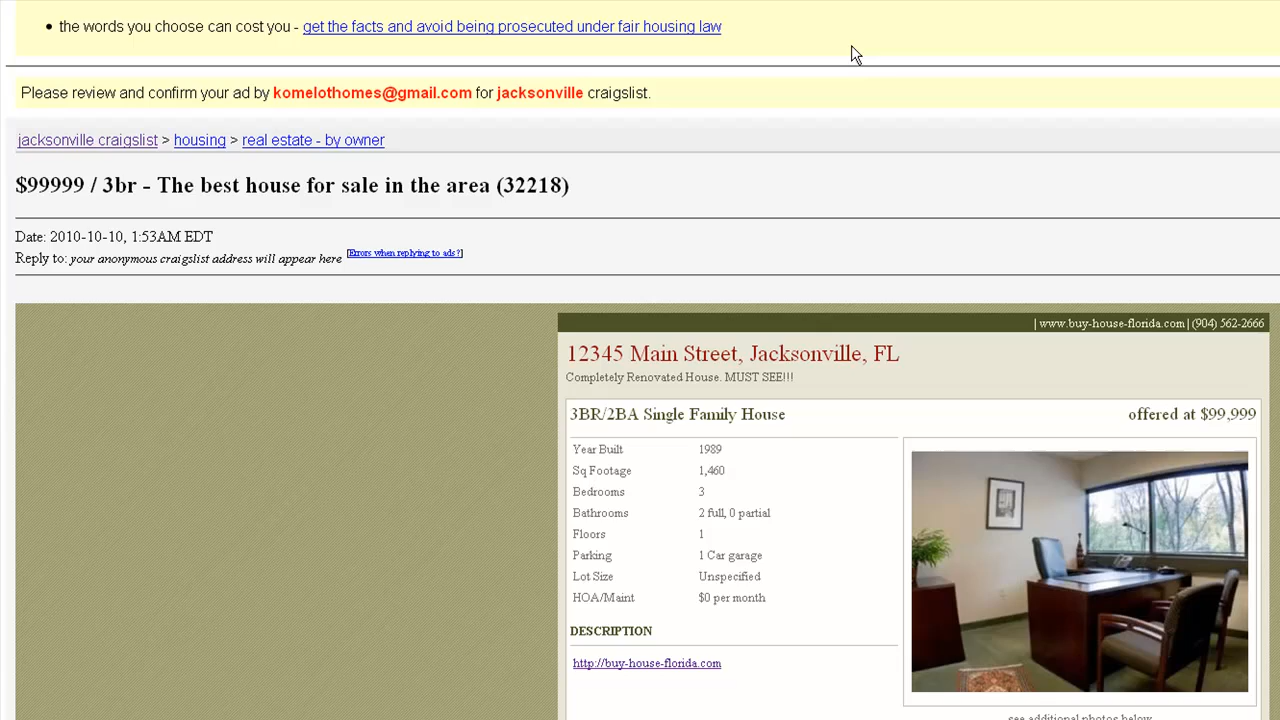 the words you choose can cost you - get the facts and avoid being prosecuted under fair housing law
Please review and confirm your ad by komelothomes@gmail.com for jacksonville craigslist.
jacksonville craigslist > housing > real estate - by owner
$99999 / 3br - The best house for sale in the area (32218)
Date: 2010-10-10, 1:53AM EDT
Reply to: your anonymous craigslist address will appear here [Errors when replying to ads?]
| www.buy-house-florida.com | (904) 562-2666
12345 Main Street, Jacksonville, FL
Completely Renovated House. MUST SEE!!!
3BR/2BA Single Family House offered at $99,999
Year Built 1989
Sq Footage 1,460
Bedrooms 3
Bathrooms 2 full, 0 partial
Floors 1
Parking 1 Car garage
Lot Size Unspecified
HOA/Maint $0 per month
DESCRIPTION
http://buy-house-florida.com
see additional photos below